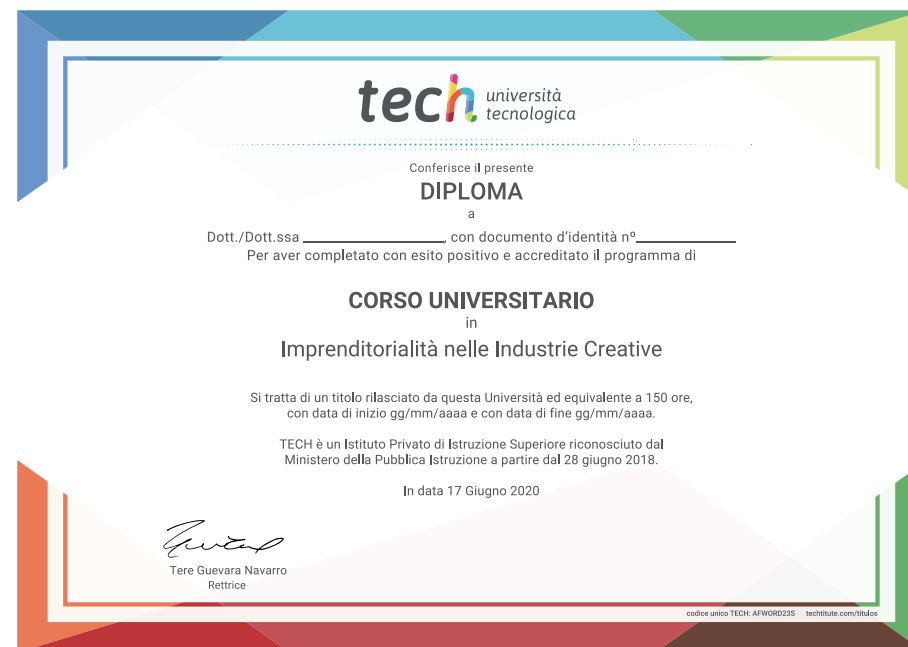 tech università
tecnologica
Conferisce il presente
DIPLOMA
a
Dott./Dott.ssa ____________________, con documento d'identità nº______________
Per aver completato con esito positivo e accreditato il programma di
CORSO UNIVERSITARIO
in
Imprenditorialità nelle Industrie Creative
Si tratta di un titolo rilasciato da questa Università ed equivalente a 150 ore,
con data di inizio gg/mm/aaaa e con data di fine gg/mm/aaaa.
TECH è un Istituto Privato di Istruzione Superiore riconosciuto dal
Ministero della Pubblica Istruzione a partire dal 28 giugno 2018.
In data 17 Giugno 2020
Tere Guevara Navarro
Rettrice
codice unico TECH: AFWORD23S techtitute.com/titulos